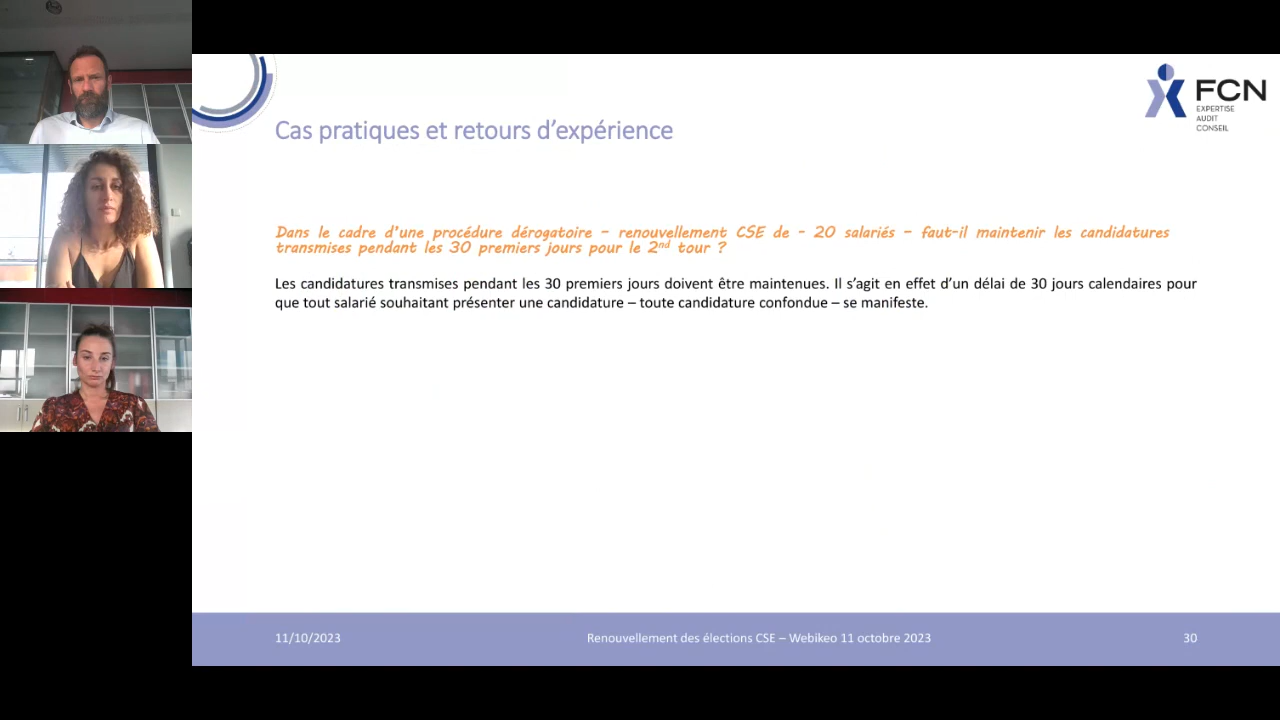 FCN
EXPERTISE
AUDIT
CONSEIL
Cas pratiques et retours d’expérience
Dans le cadre d’une procédure dérogatoire – renouvellement CSE de - 20 salariés – faut-il maintenir les candidatures
transmises pendant les 30 premiers jours pour le 2nd tour ?
Les candidatures transmises pendant les 30 premiers jours doivent être maintenues. Il s’agit en effet d’un délai de 30 jours calendaires pour
que tout salarié souhaitant présenter une candidature – toute candidature confondue – se manifeste.
11/10/2023
Renouvellement des élections CSE – Webikeo 11 octobre 2023
30